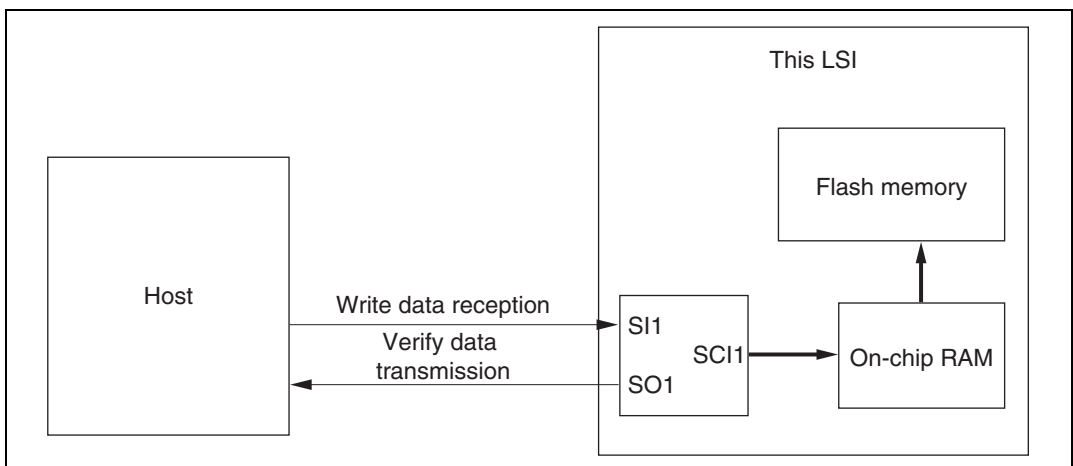 This LSI
Flash memory
Host
Write data reception
SI1
Verify data
transmission
SCI1
SO1
On-chip RAM